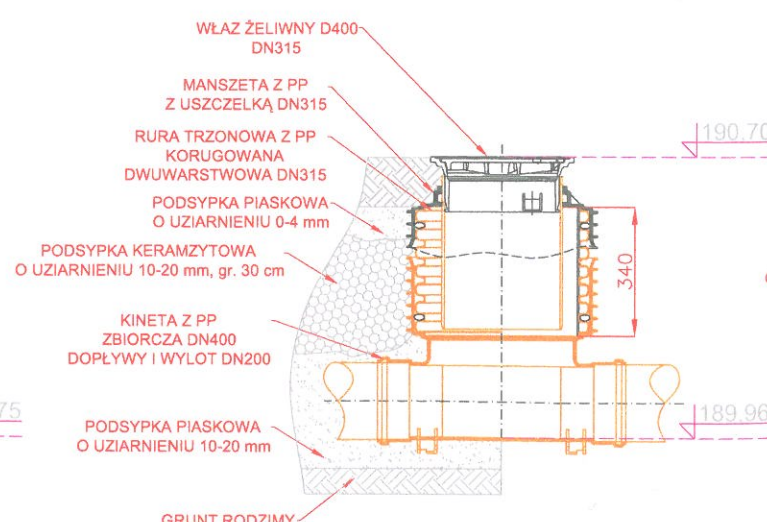 WŁAZ ŻELIWNY D400
DN315
MANSZETA Z PP
Z USZCZELKĄ DN315
RURA TRZONOWA Z PP
KORUGOWANA
DWUWARSTWOWA DN315
PODSYPKA PIASKOWA
O UZIARNIENIU 0-4 mm
PODSYPKA KERAMZYTOWA
O UZIARNIENIU 10-20 mm, gr. 30 cm
KINETA Z PP
ZBIORCZA DN400
DOPŁYWY I WYLOT DN200
PODSYPKA PIASKOWA
O UZIARNIENIU 10-20 mm
GRUNT RODZIMY
190,70
340
189,96
75